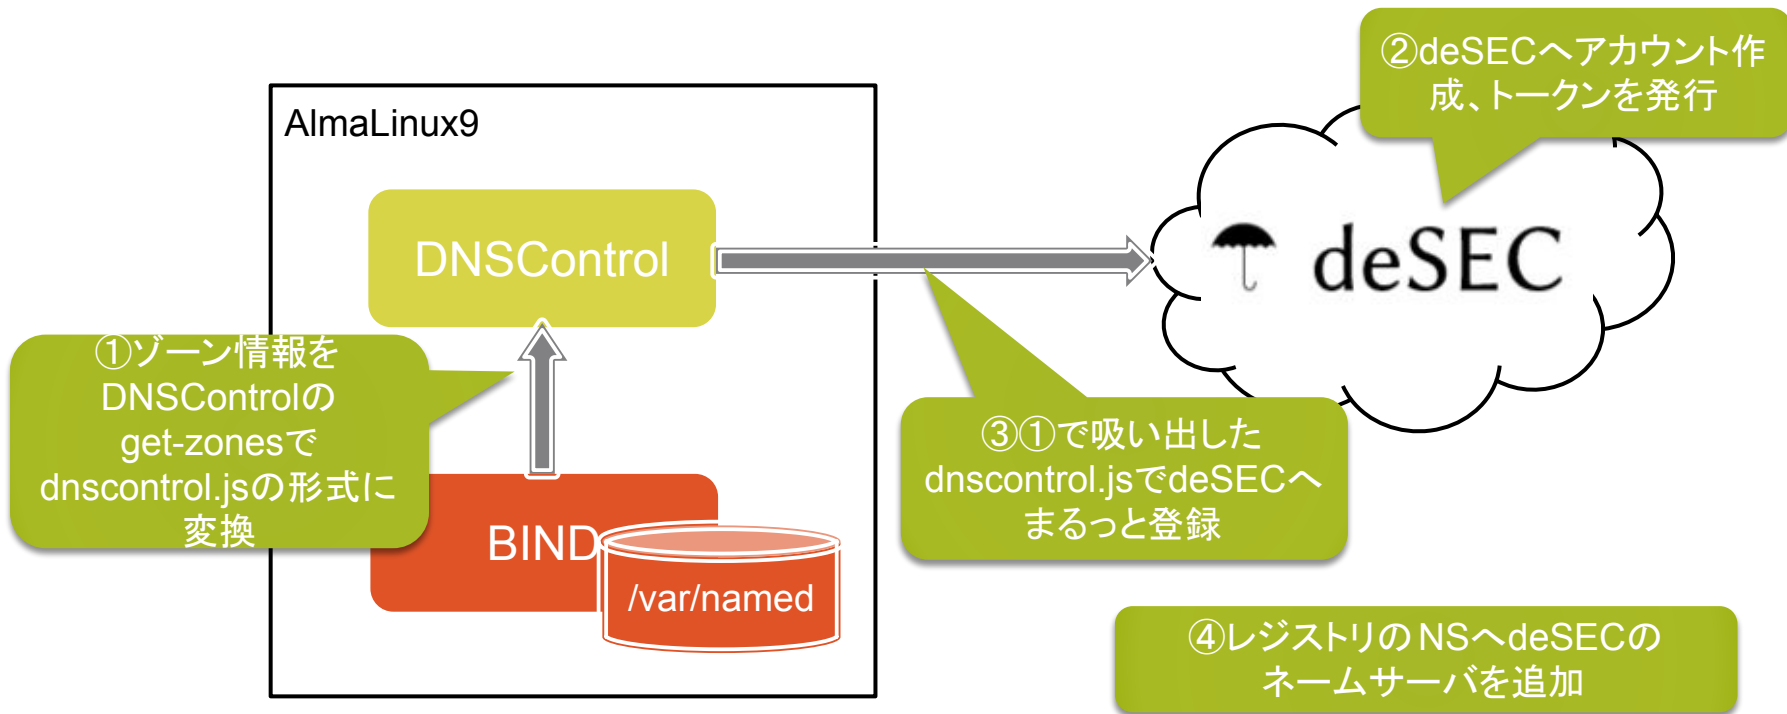 ②deSECへアカウント作
成、トークンを発行
AlmaLinux9
DNSControl
deSEC
①ゾーン情報を
DNSControlの
get-zonesで
dnscontrol.jsの形式に
変換
③①で吸い出した
dnscontrol.jsでdeSECへ
まるっと登録
BIND
/var/named
④レジストリのNSへdeSECの
ネームサーバを追加